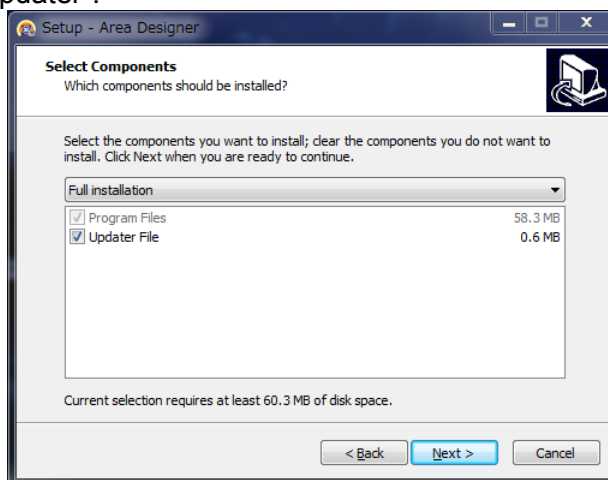 Setup - Area Designer
Select Components
Which components should be installed?
Select the components you want to install; clear the components you do not want to
install. Click Next when you are ready to continue.
Full installation
Program Files 58.3 MB
Updater File 0.6 MB
Current selection requires at least 60.3 MB of disk space.
< Back Next > Cancel